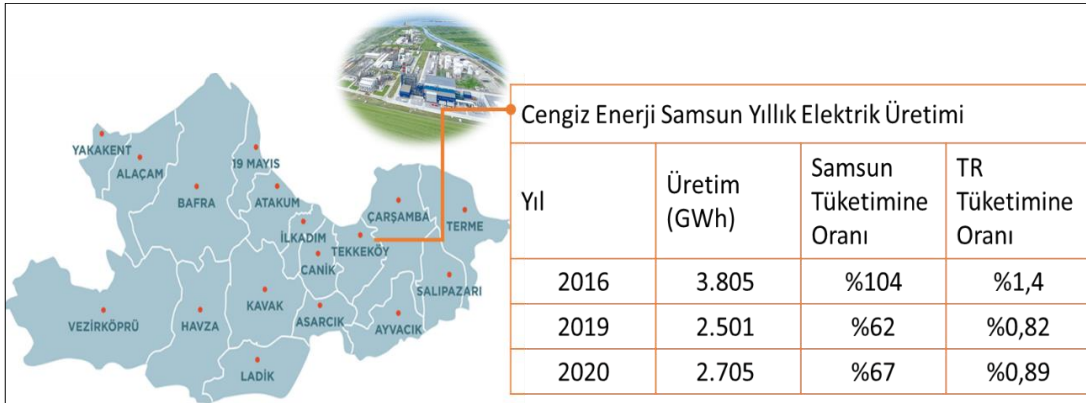 YAKAKENT
ALAÇAM
19 MAYIS
BAFRA
ATAKUM
ÇARŞAMBA
TERME
İLKADIM
TEKKEKÖY
CANİK
SALIPAZARI
KAVAK
ASARCIK
VEZİRKÖPRÜ
HAVZA
AYVACIK
LADİK
Cengiz Enerji Samsun Yıllık Elektrik Üretimi
Yıl
Üretim
(GWh)
Samsun
Tüketimine
Oranı
TR
Tüketimine
Oranı
2016 3.805 %104 %1,4
2019 2.501 %62 %0,82
2020 2.705 %67 %0,89